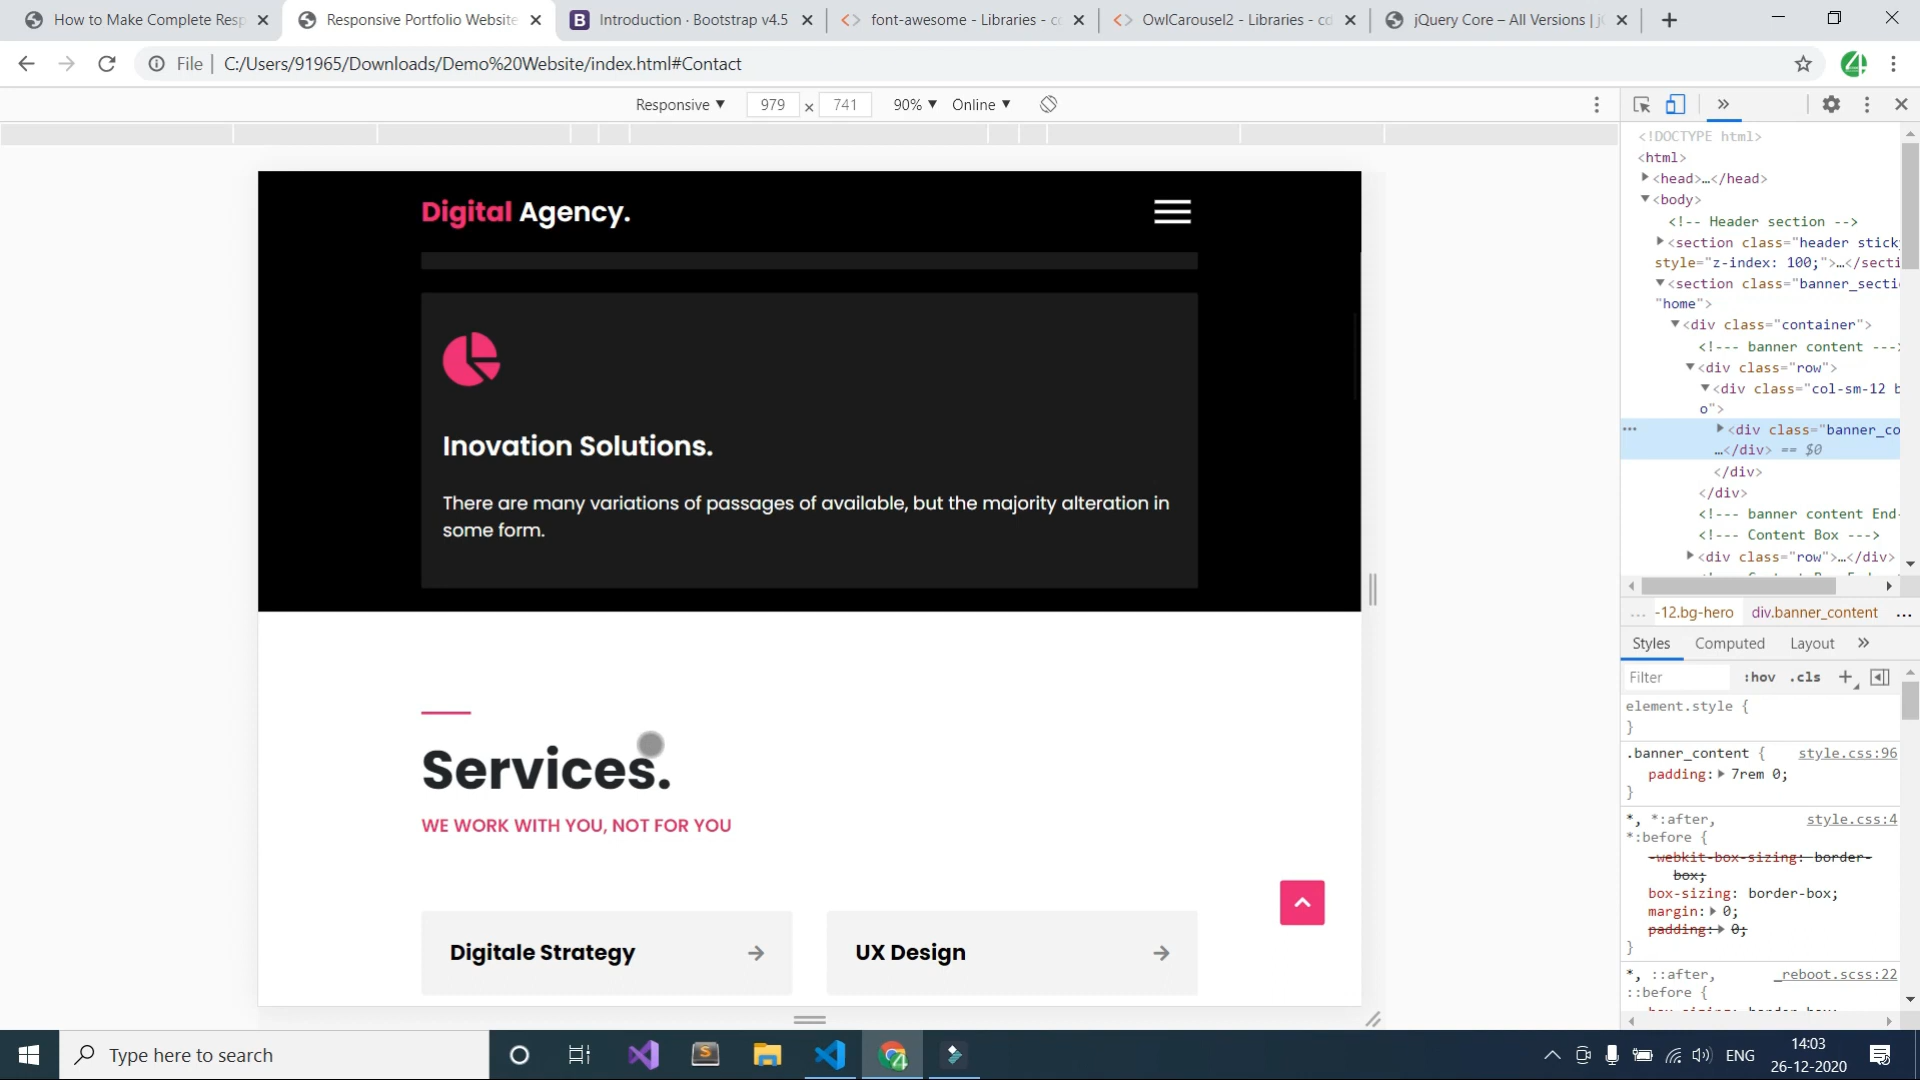 How to Make Complete Resp
Responsive Portfolio Website
Introduction · Bootstrap v4.5
font-awesome - Libraries - c
OwlCarousel2 - Libraries - cd
jQuery Core – All Versions | j
File | C:/Users/91965/Downloads/Demo%20Website/index.html#Contact
Responsive ▼ 979 x 741 90% ▼ Online ▼
Digital Agency.
Inovation Solutions.
There are many variations of passages of available, but the majority alteration in
some form.
Services.
WE WORK WITH YOU, NOT FOR YOU
Digitale Strategy
UX Design
<!DOCTYPE html>
<html>
<head>…</head>
<body>
<!-- Header section -->
<section class="header stick
style="z-index: 100;">…</secti
<section class="banner_secti
"home">
<div class="container">
<!--- banner content ---
<div class="row">
<div class="col-sm-12 b
o">
<div class="banner_co
…</div> == $0
</div>
</div>
<!--- banner content End
<!--- Content Box --->
<div class="row">…</div>
... -12.bg-hero div.banner_content ...
Styles Computed Layout »
Filter :hov .cls +
element.style {
}
.banner_content { style.css:96
padding: 7rem 0;
}
*, *:after, style.css:4
*:before {
-webkit-box-sizing: border-
box;
box-sizing: border-box;
margin: 0;
padding: 0;
}
*, ::after, _reboot.scss:22
::before {
box-sizing: border-box;
Type here to search
ENG
14:03
26-12-2020